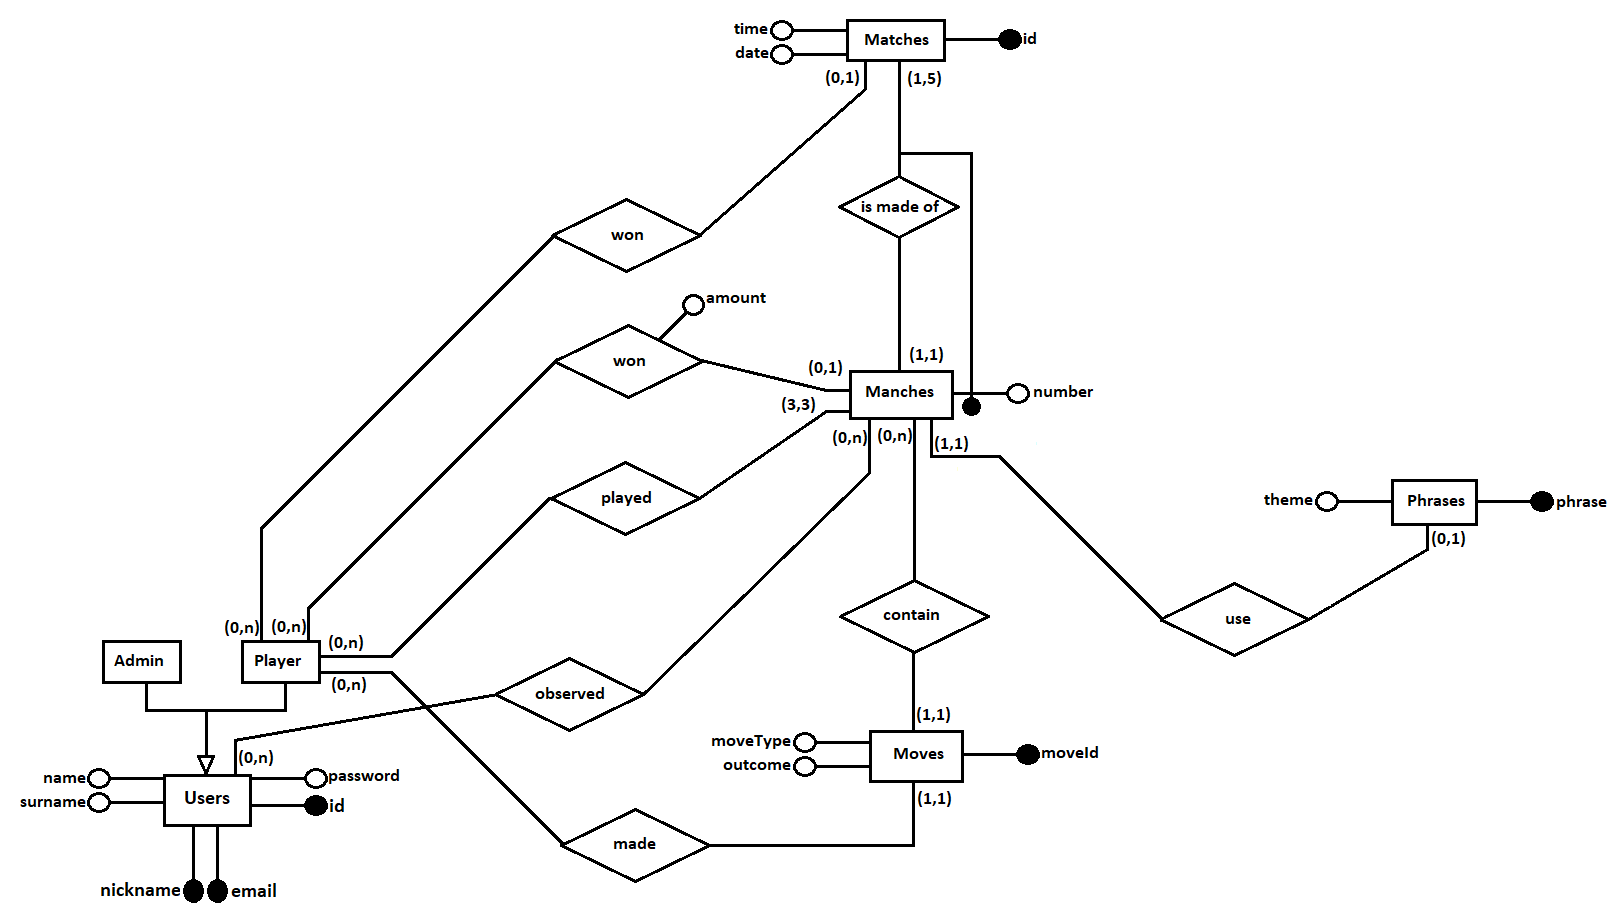 time
Matches
id
date
(0,1)
(1,5)
is made of
won
amount
(1,1)
won
(0,1)
Manches
number
(3,3)
(0,n)
(0,n)
(1,1)
played
theme
Phrases
phrase
(0,1)
contain
use
(0,n)
(0,n)
(0,n)
Admin
Player
(0,n)
observed
(1,1)
moveType
Moves
moveId
outcome
(0,n)
name
password
surname
Users
id
(1,1)
made
nickname
email